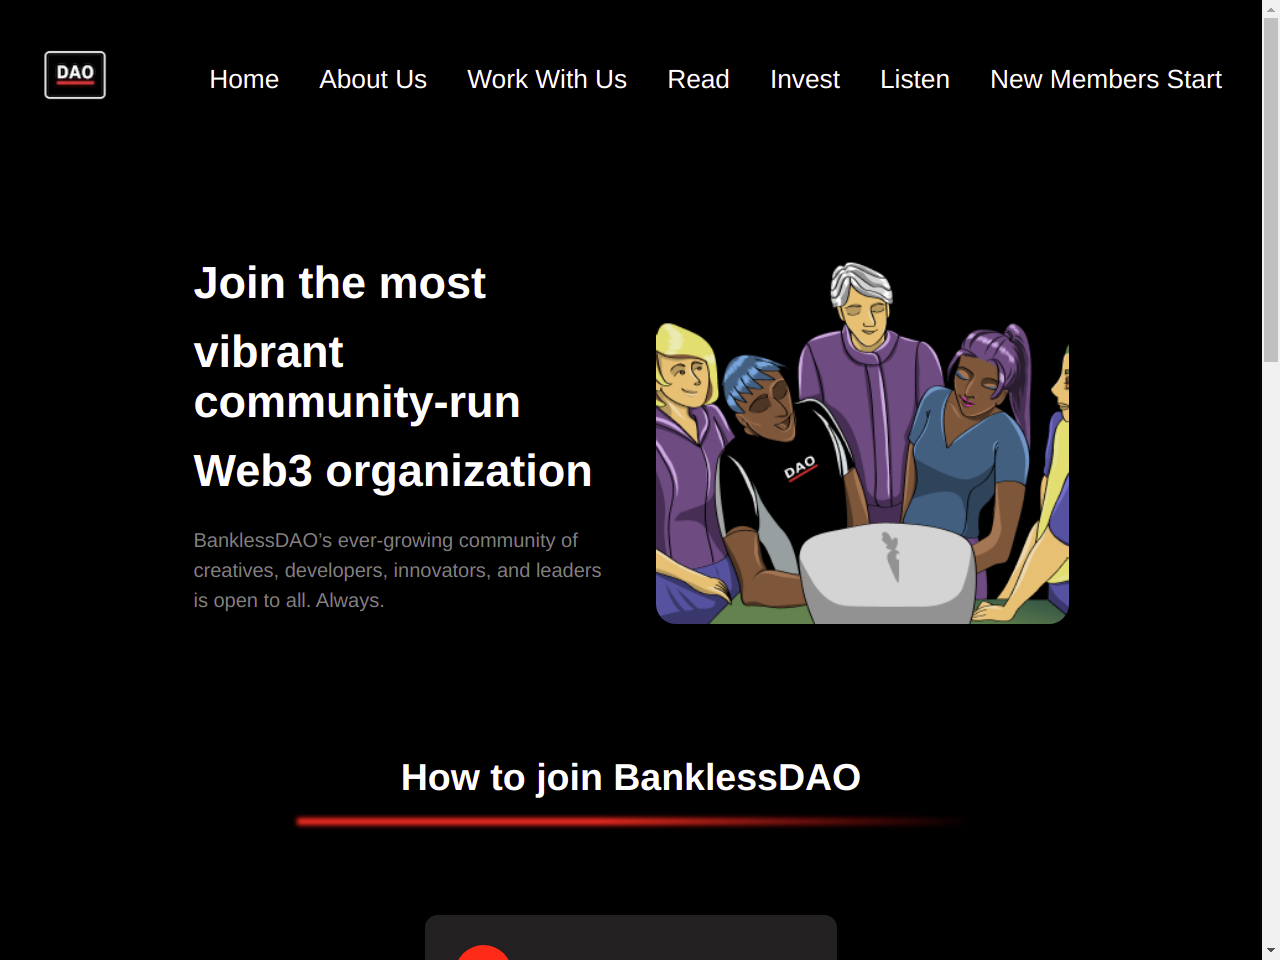 DAO
Home
About Us
Work With Us
Read
Invest
Listen
New Members Start
Join the most
vibrant
community-run
Web3 organization
BanklessDAO’s ever-growing community of
creatives, developers, innovators, and leaders
is open to all. Always.
DAO
How to join BanklessDAO